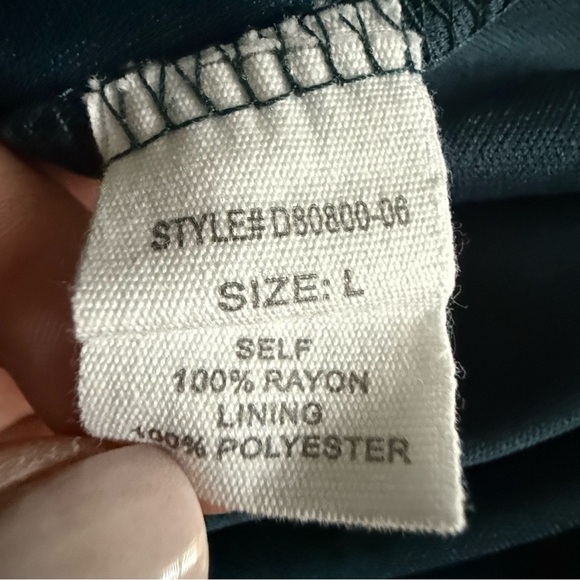 STYLE# D80800-06
SIZE: L
SELF
100% RAYON
LINING
100% POLYESTER